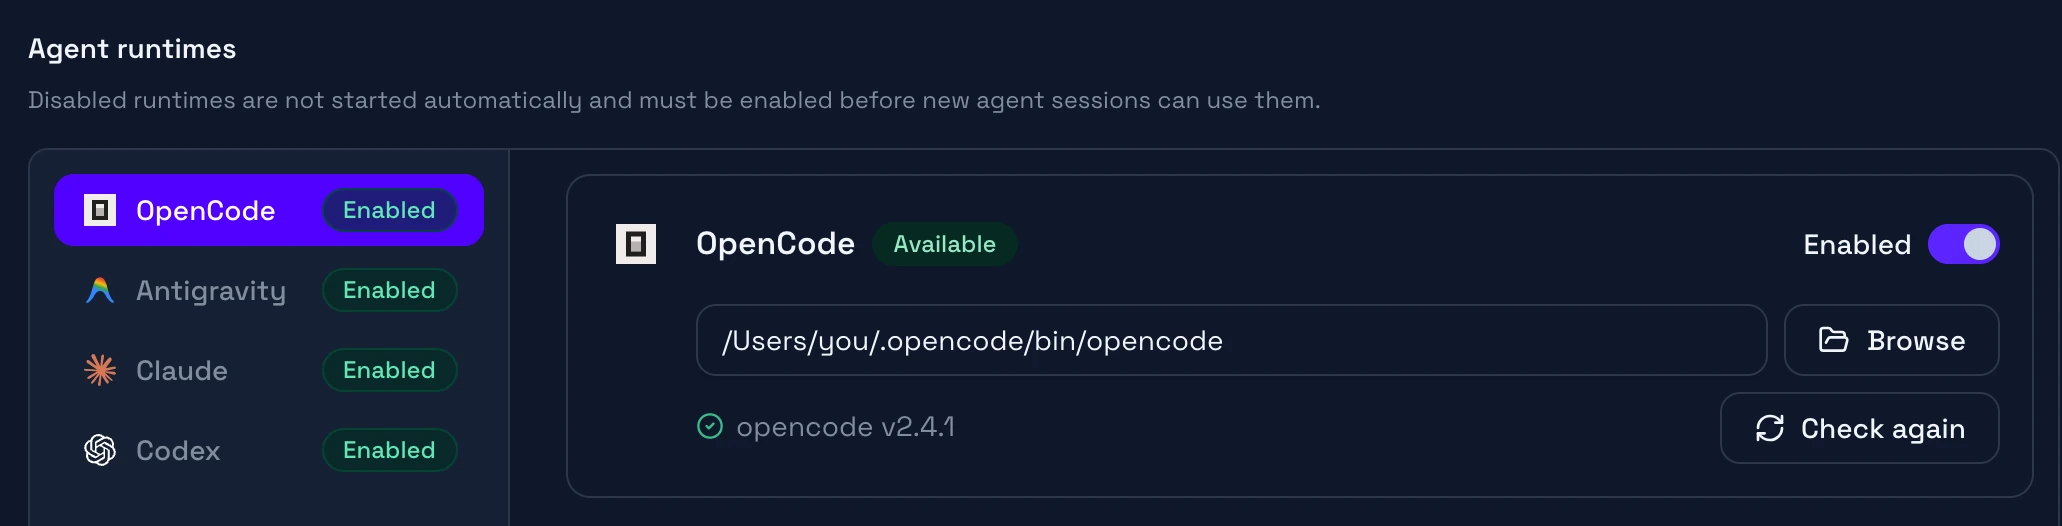 Agent runtimes
Disabled runtimes are not started automatically and must be enabled before new agent sessions can use them.
OpenCode Enabled
Antigravity Enabled
Claude Enabled
Codex Enabled
OpenCode Available Enabled
/Users/you/.opencode/bin/opencode Browse
opencode v2.4.1 Check again